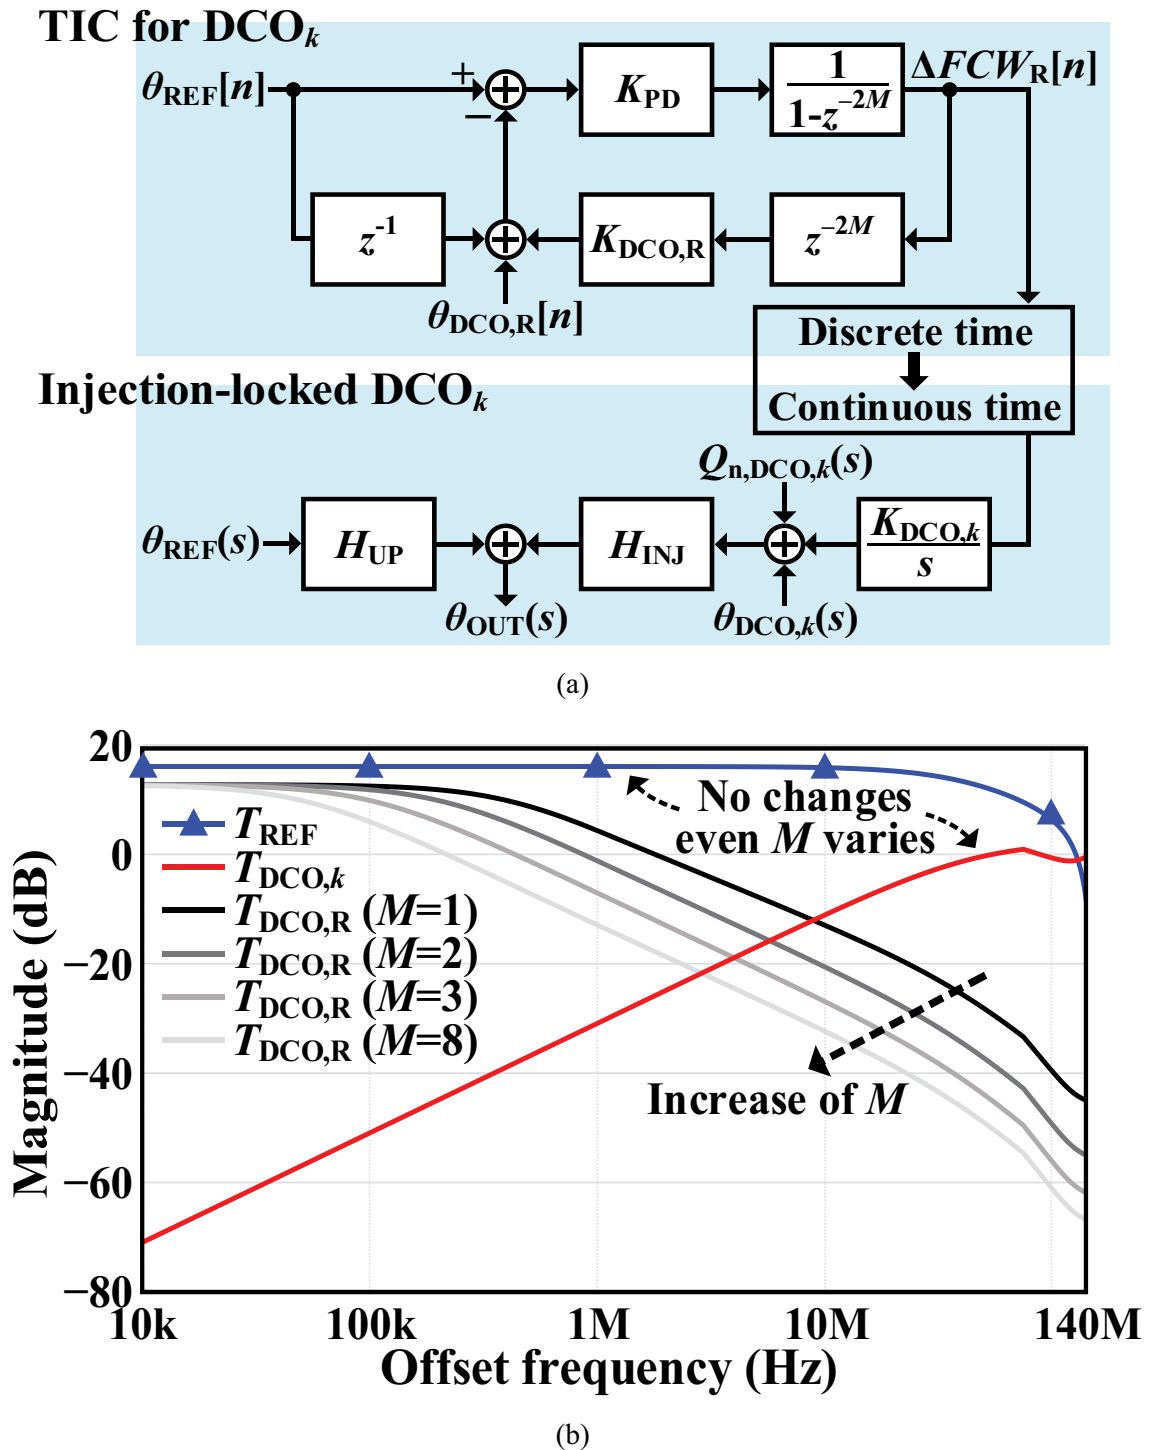 TIC for DCOk
θREF[n]
+
−
KPD
1
1-z−2M
ΔFCWR[n]
z-1
KDCO,R
z−2M
θDCO,R[n]
Discrete time
Continuous time
Injection-locked DCOk
Qn,DCO,k(s)
θREF(s)
HUP
HINJ
KDCO,k
s
θOUT(s)
θDCO,k(s)
(a)
20
0
−20
−40
−60
−80
Magnitude (dB)
TREF
TDCO,k
TDCO,R (M=1)
TDCO,R (M=2)
TDCO,R (M=3)
TDCO,R (M=8)
No changes
even M varies
Increase of M
10k
100k
1M
10M
140M
Offset frequency (Hz)
(b)